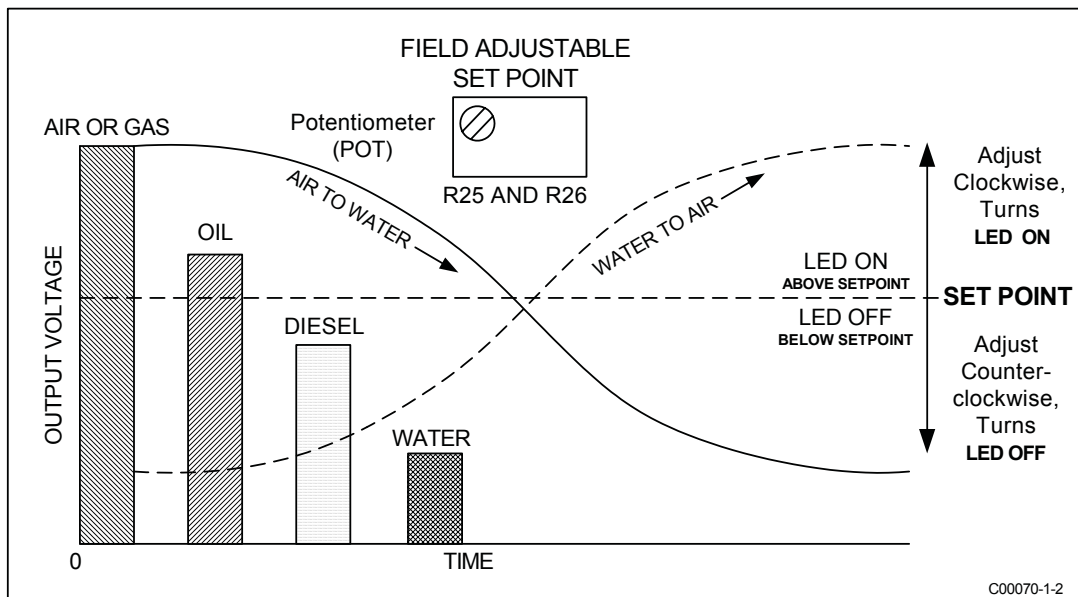 FIELD ADJUSTABLE
SET POINT
AIR OR GAS
Potentiometer
(POT)
R25 AND R26
AIR TO WATER
WATER TO AIR
OIL
DIESEL
WATER
OUTPUT VOLTAGE
LED ON
ABOVE SETPOINT
LED OFF
BELOW SETPOINT
Adjust
Clockwise,
Turns
LED ON
SET POINT
Adjust
Counter-
clockwise,
Turns
LED OFF
0
TIME
C00070-1-2